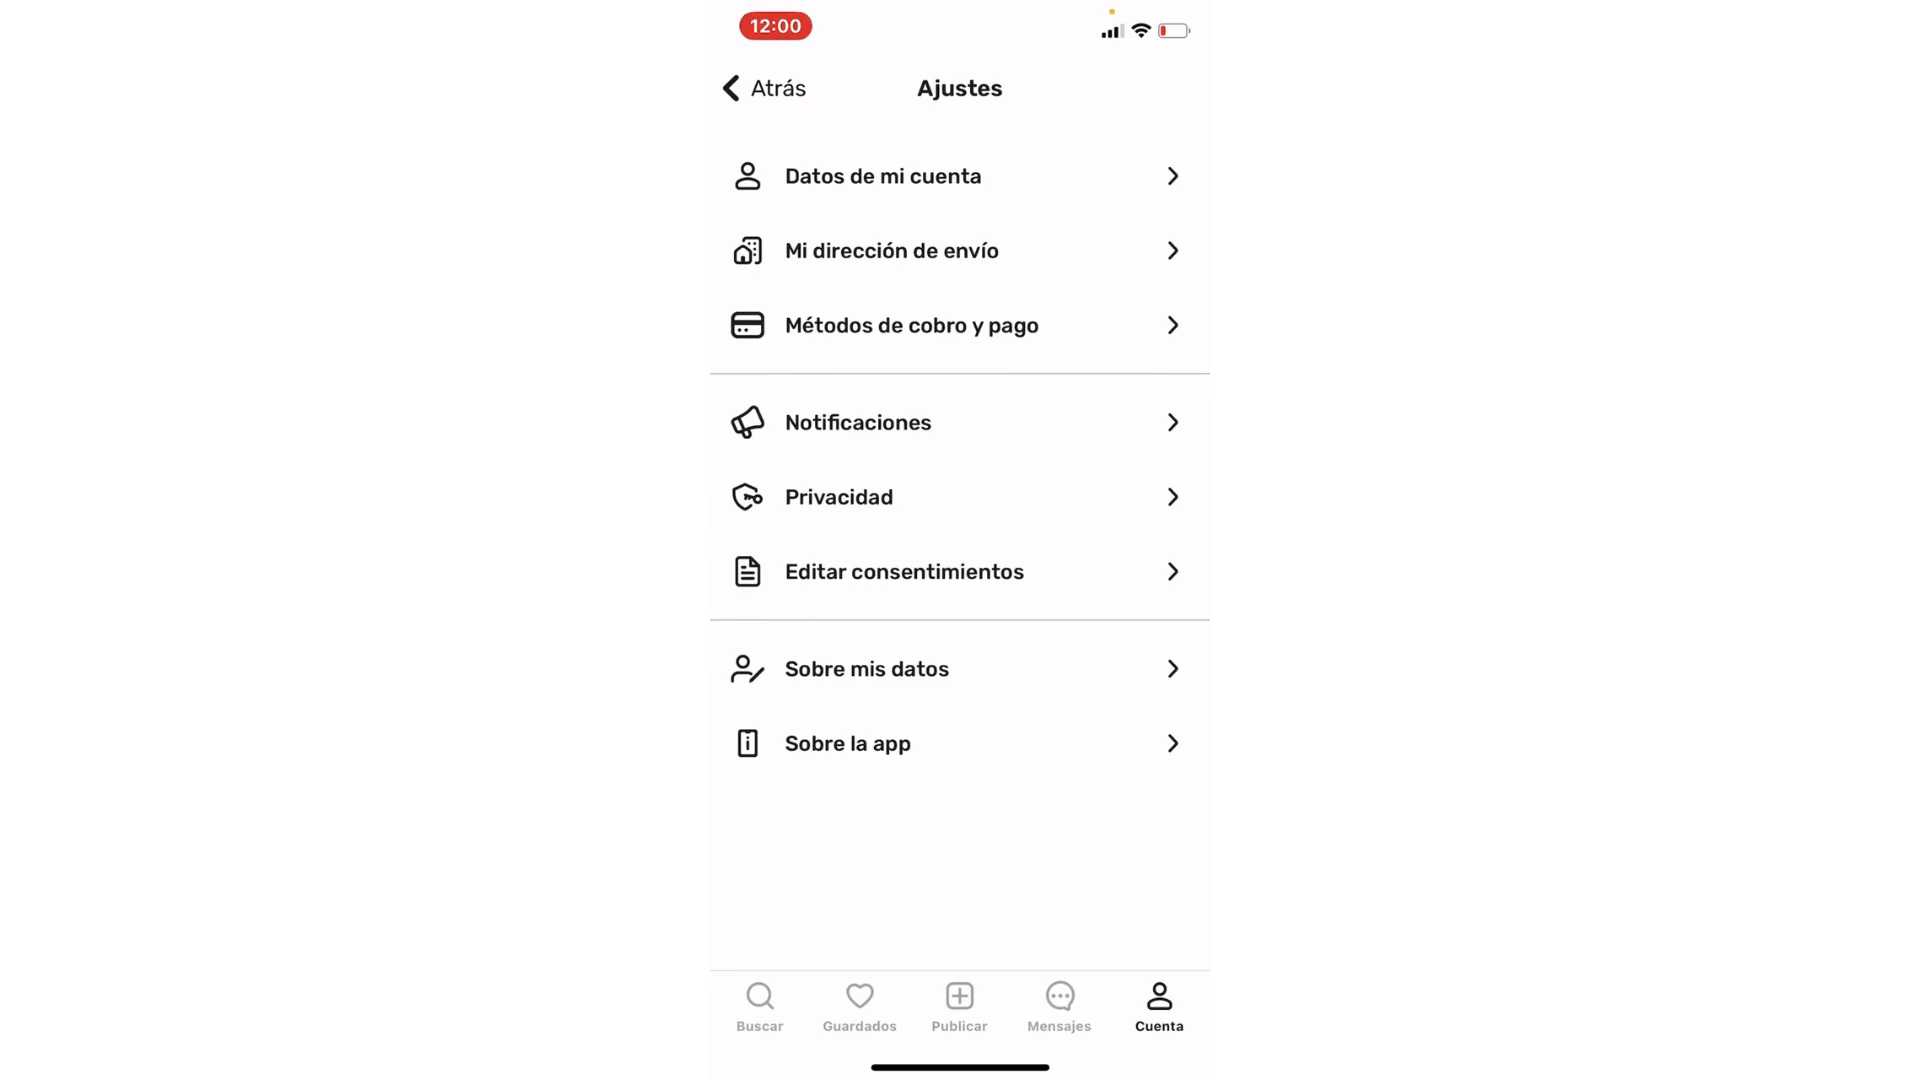 12:00
Atrás
Ajustes
Datos de mi cuenta
Mi dirección de envío
Métodos de cobro y pago
Notificaciones
Privacidad
Editar consentimientos
Sobre mis datos
Sobre la app
Buscar
Guardados
Publicar
Mensajes
Cuenta